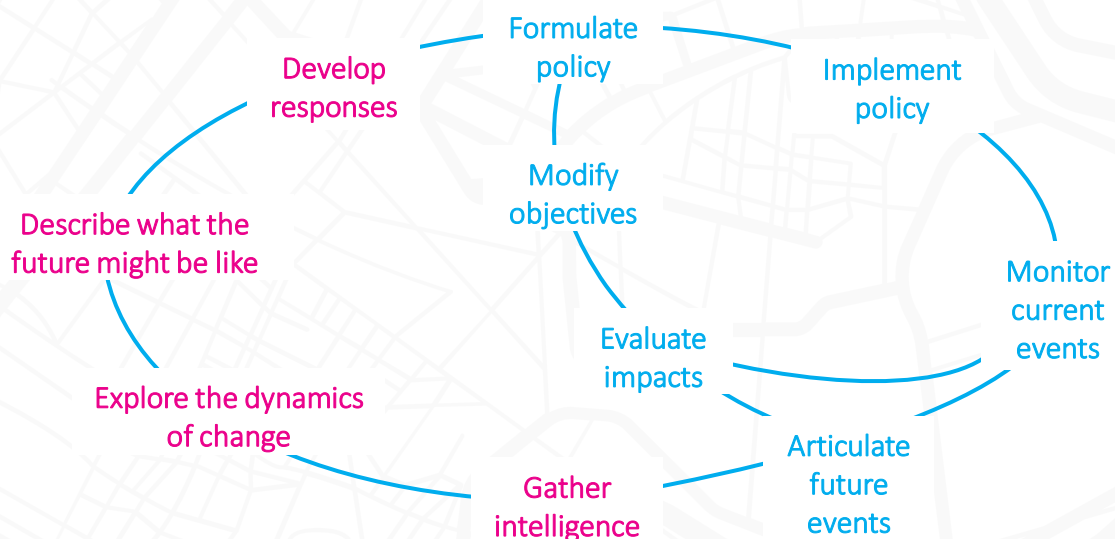 Formulate
policy
Implement
policy
Monitor
current
events
Articulate
future
events
Evaluate
impacts
Modify
objectives
Gather
intelligence
Explore the dynamics
of change
Describe what the
future might be like
Develop
responses